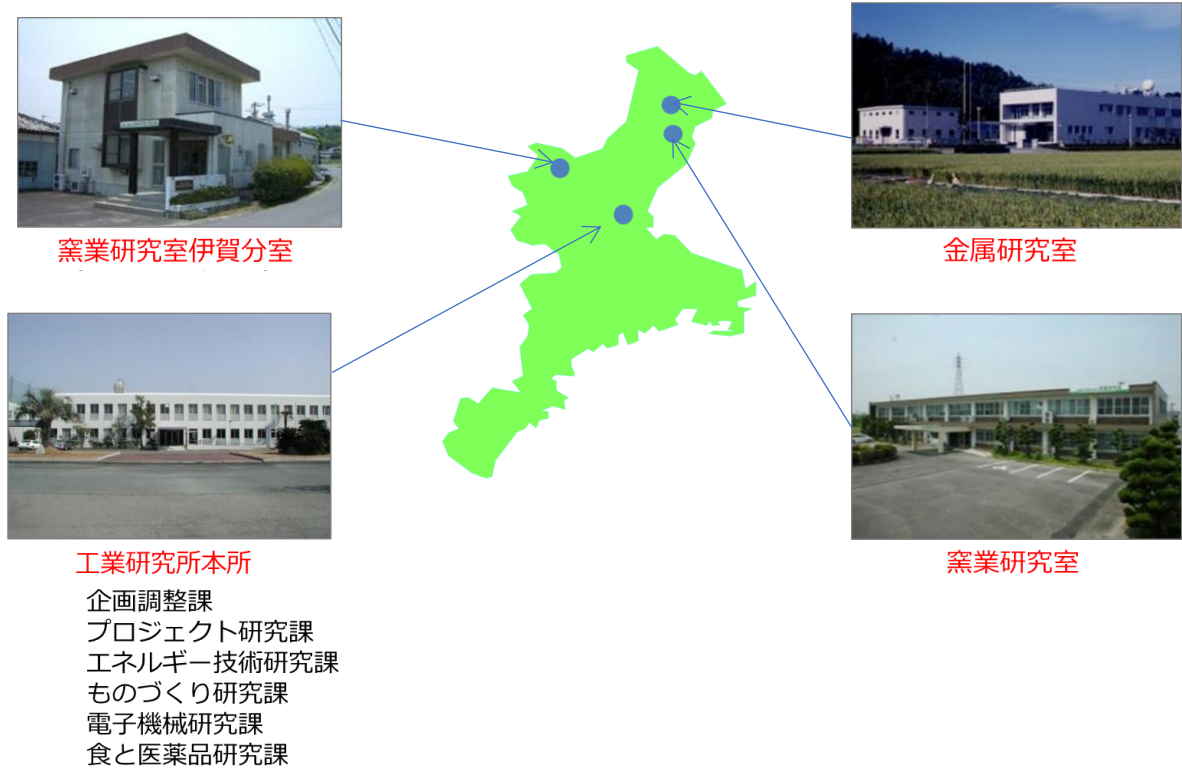 窯業研究室伊賀分室
金属研究室
工業研究所本所
企画調整課
プロジェクト研究課
エネルギー技術研究課
ものづくり研究課
電子機械研究課
食と医薬品研究課
窯業研究室